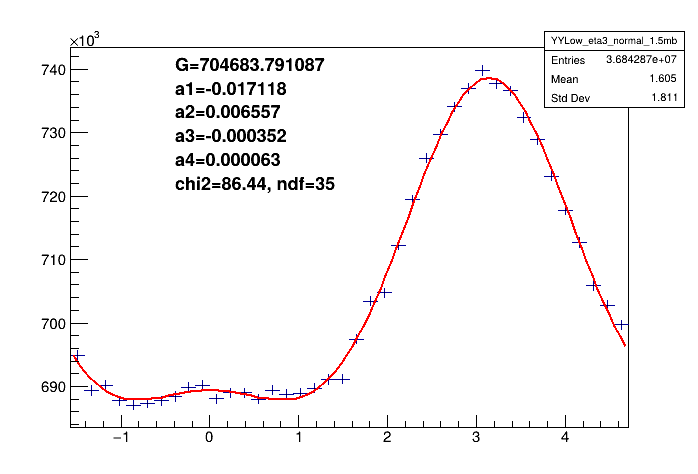 ×10³
YYLow_eta3_normal_1.5mb
Entries 3.684287e+07
Mean 1.605
Std Dev 1.811
G=704683.791087
a1=-0.017118
a2=0.006557
a3=-0.000352
a4=0.000063
chi2=86.44, ndf=35
740
730
720
710
700
690
−1 0 1 2 3 4